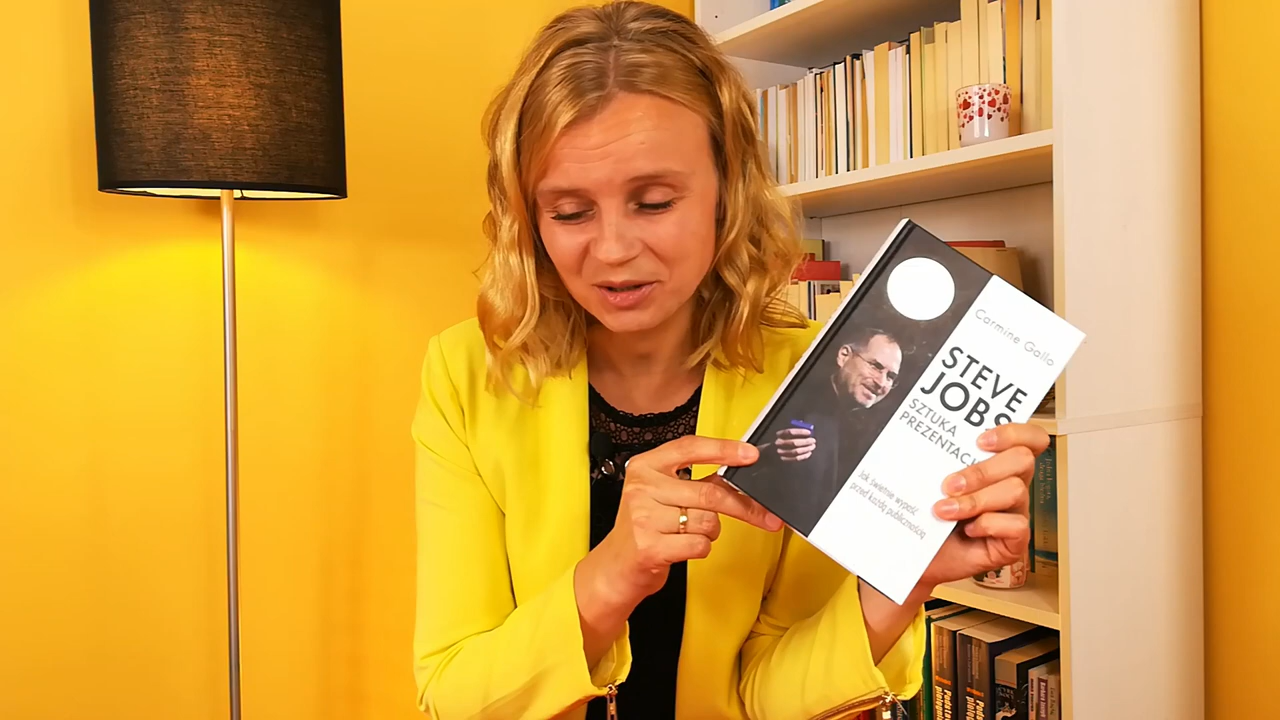 Carmine Gallo
STEVE
JOBS
SZTUKA
PREZENTACJI
Jak świetnie wypaść
przed każdą publicznością